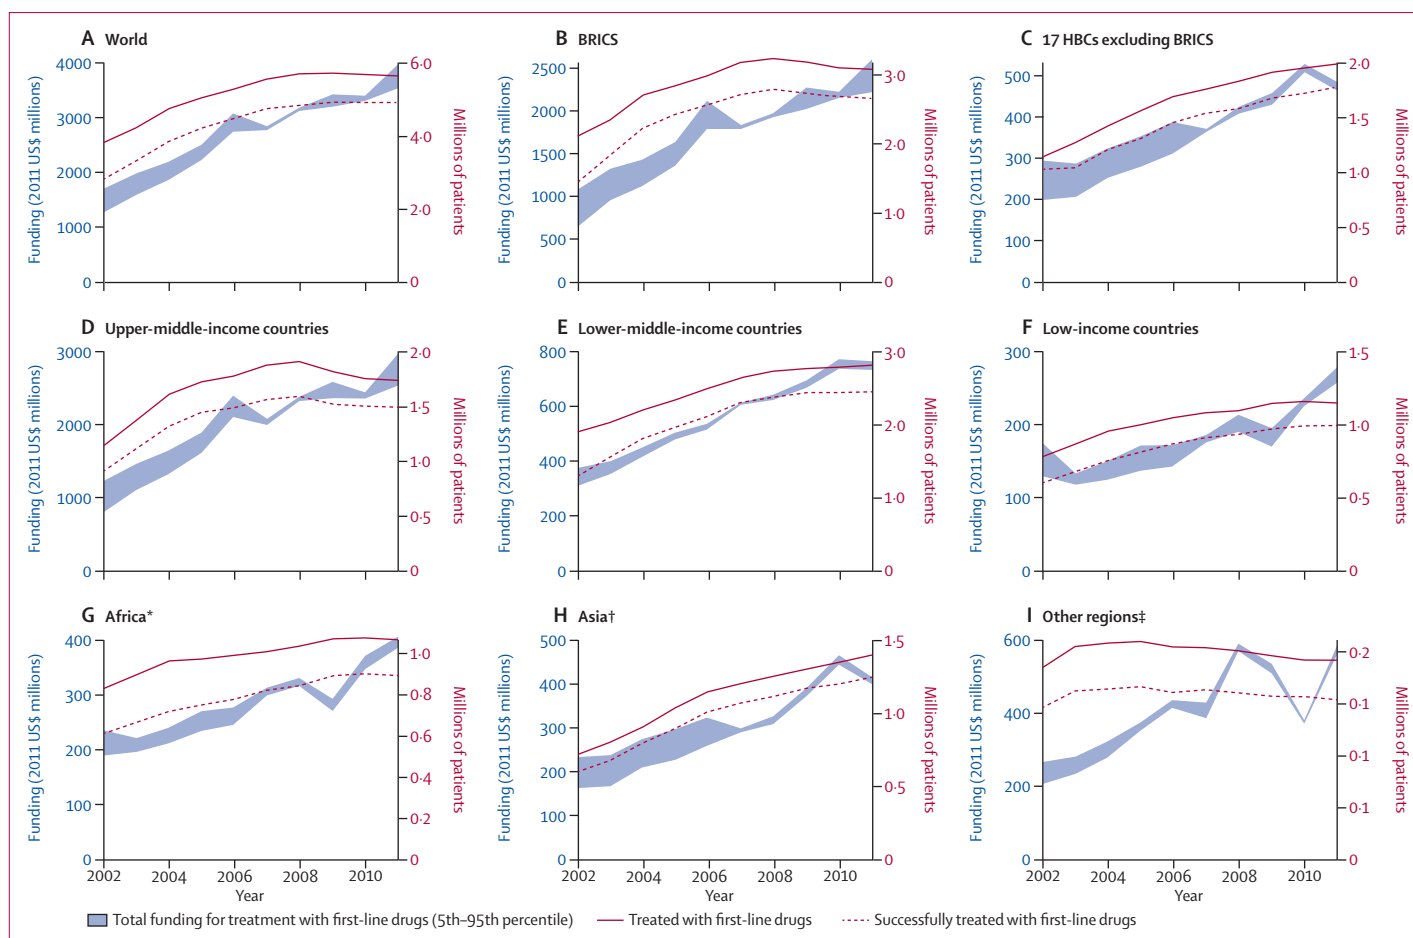 A World
B BRICS
C 17 HBCs excluding BRICS
Funding (2011 US$ millions)
4000
3000
2000
1000
0
6·0
4·0
2·0
0
Millions of patients
Funding (2011 US$ millions)
2500
2000
1500
1000
500
0
3·0
2·0
1·0
0
Millions of patients
Funding (2011 US$ millions)
500
400
300
200
100
0
2·0
1·5
1·0
0·5
0
Millions of patients
D Upper-middle-income countries
E Lower-middle-income countries
F Low-income countries
Funding (2011 US$ millions)
3000
2000
1000
0
2·0
1·5
1·0
0·5
0
Millions of patients
Funding (2011 US$ millions)
800
600
400
200
0
3·0
2·0
1·0
0
Millions of patients
Funding (2011 US$ millions)
300
200
100
0
1·5
1·0
0·5
0
Millions of patients
G Africa*
H Asia†
I Other regions‡
Funding (2011 US$ millions)
400
300
200
100
0
1·0
0·8
0·6
0·4
0·2
0
Millions of patients
2002 2004 2006 2008 2010
Year
Funding (2011 US$ millions)
500
400
300
200
100
0
1·5
1·0
0·5
0
Millions of patients
2002 2004 2006 2008 2010
Year
Funding (2011 US$ millions)
600
400
200
0
0·2
0·1
0·1
0·1
0
Millions of patients
2002 2004 2006 2008 2010
Year
Total funding for treatment with first-line drugs (5th–95th percentile) Treated with first-line drugs Successfully treated with first-line drugs